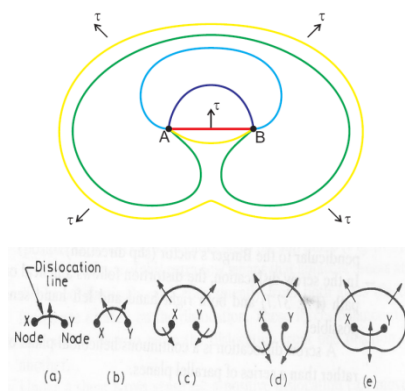 τ
τ
τ
A
B
τ
τ
Dislocation
line
X
Y
Node
Node
X
Y
X
Y
X
Y
X
Y
(a)
(b)
(c)
(d)
(e)